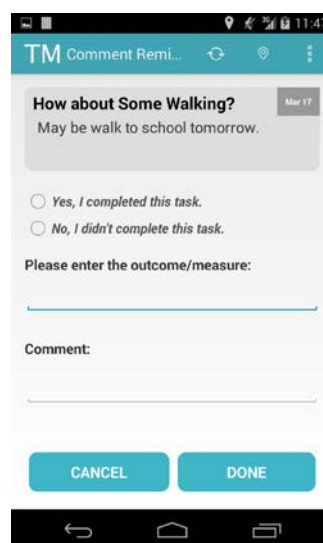 11:47
TM Comment Remi...
How about Some Walking?
Mar 17
May be walk to school tomorrow.
Yes, I completed this task.
No, I didn't complete this task.
Please enter the outcome/measure:
Comment:
CANCEL
DONE